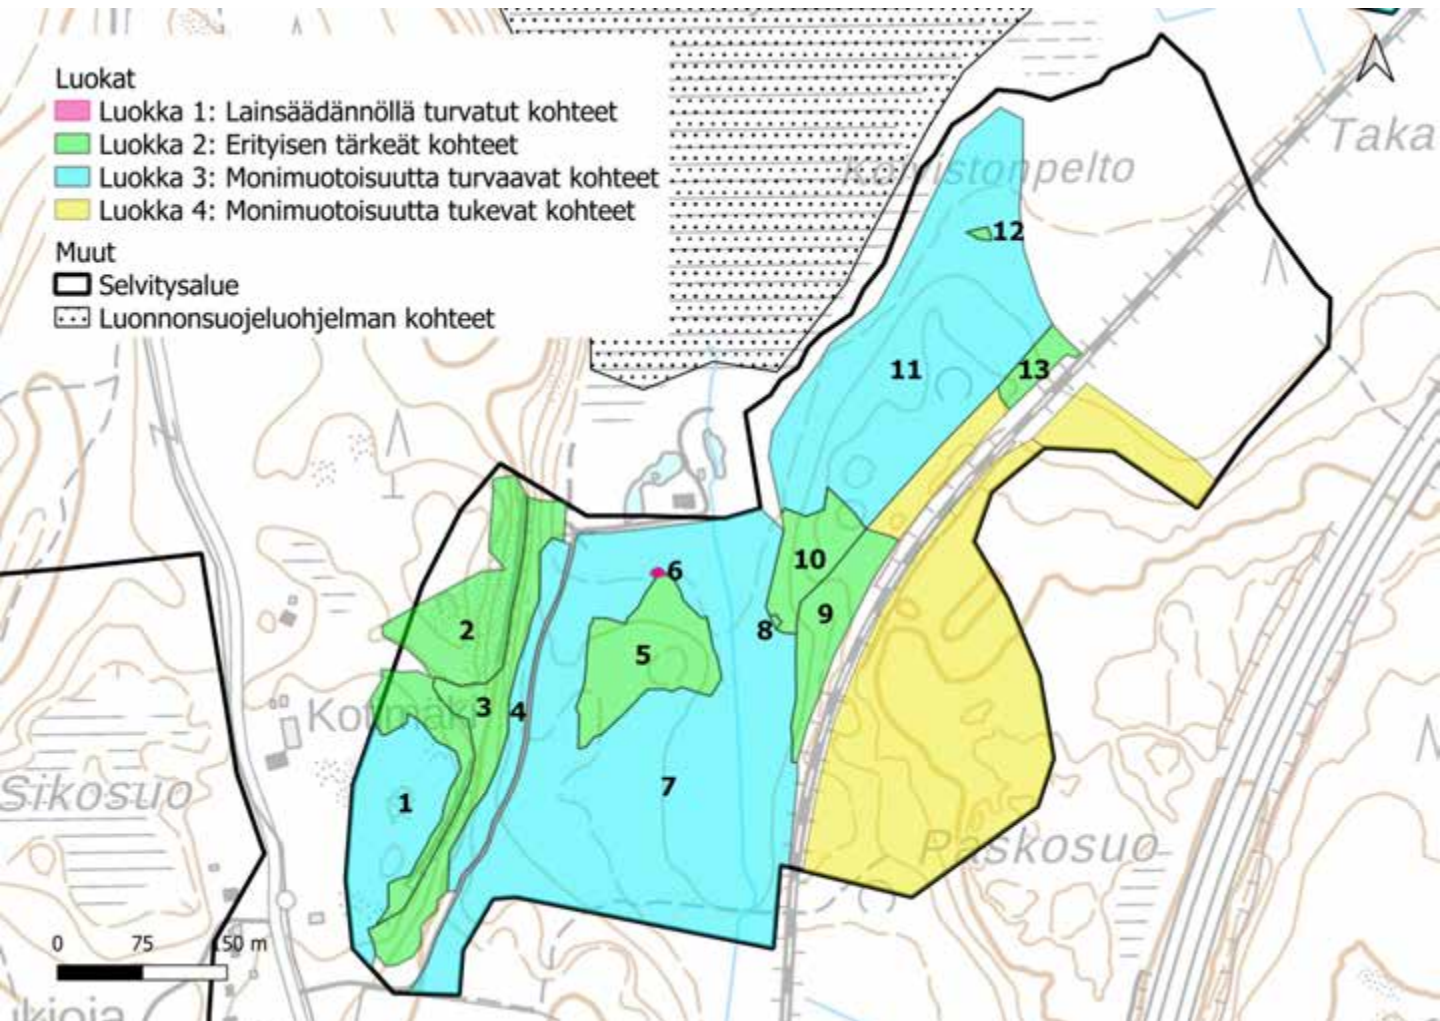 Luokat
Luokka 1: Lainsäädännöllä turvatut kohteet
Luokka 2: Erityisen tärkeät kohteet
Luokka 3: Monimuotoisuutta turvaavat kohteet
Luokka 4: Monimuotoisuutta tukevat kohteet
Muut
Selvitysalue
Luonnonsuojeluohjelman kohteet
Taka
12
11
13
10
6
2
9
8
5
3
4
7
1
Sikosuo
Paskosuo
0 75 150 m